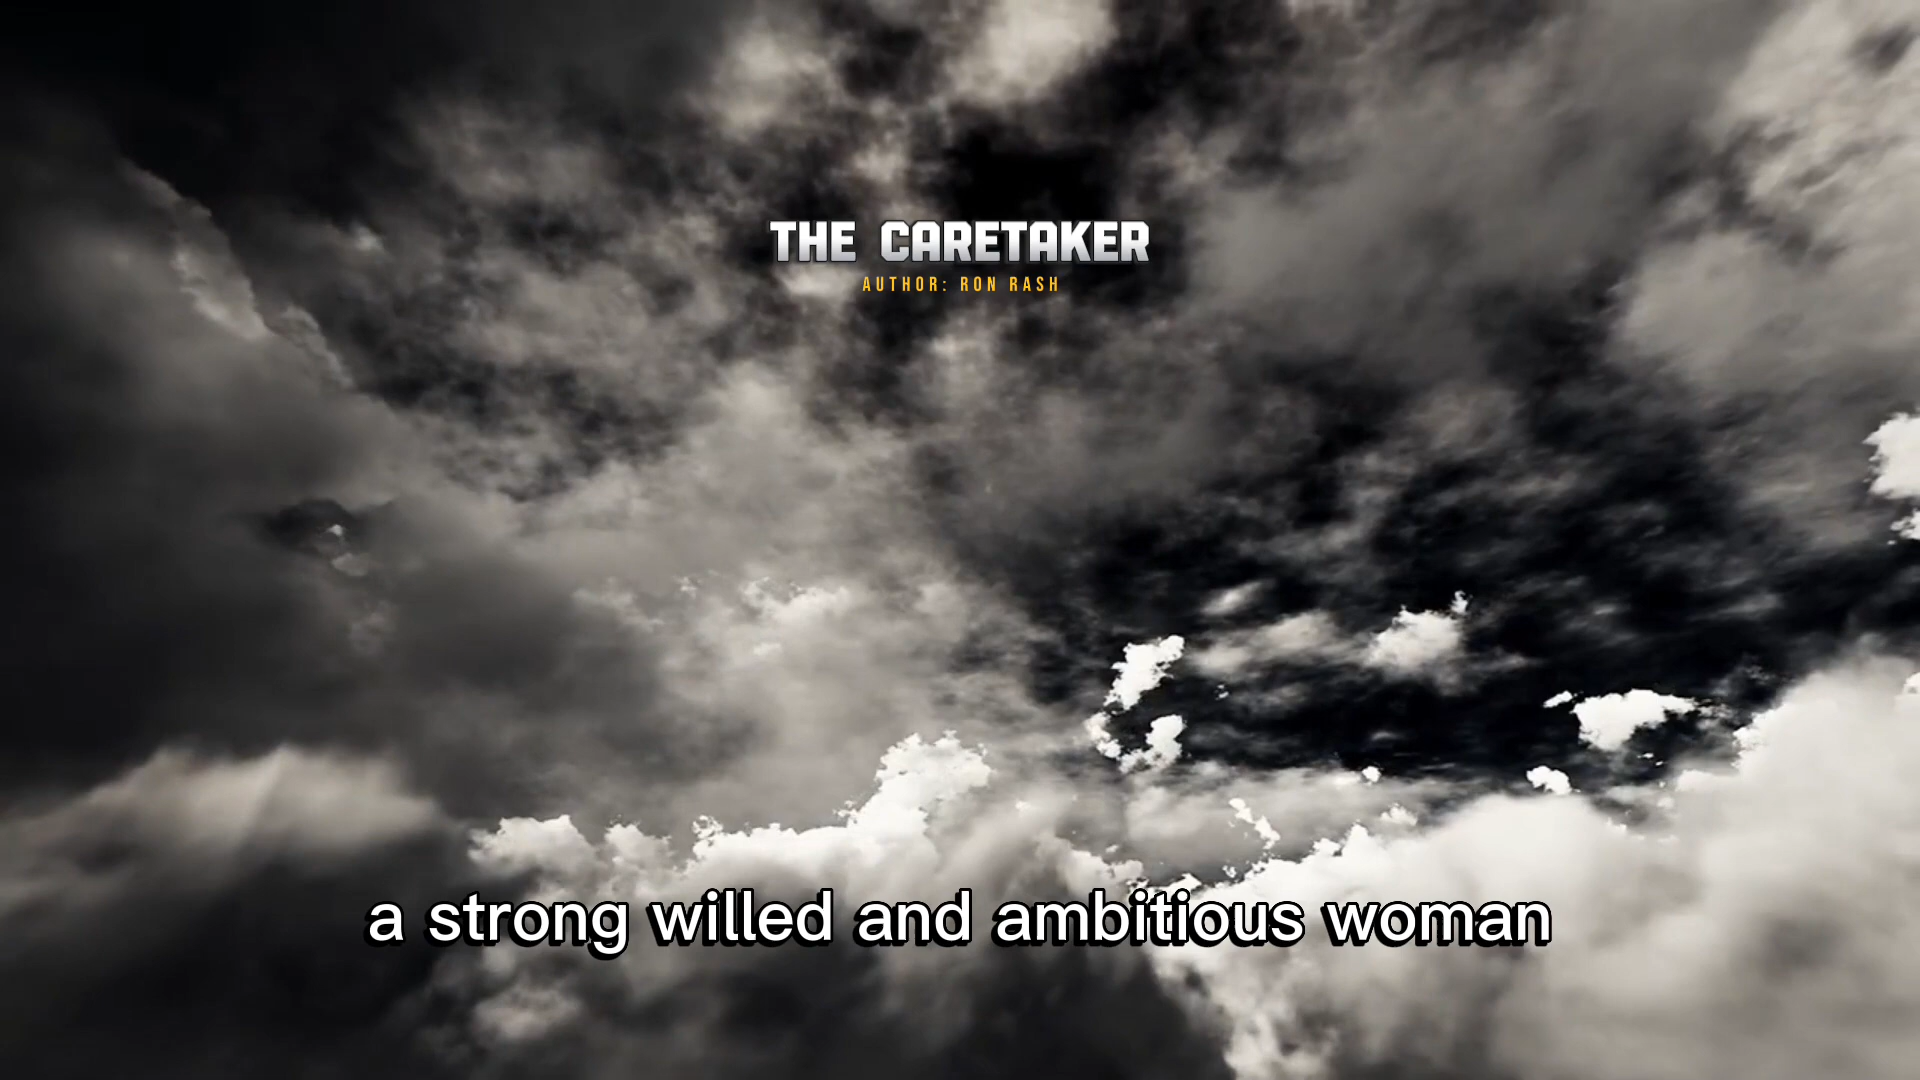 THE CARETAKER
AUTHOR: RON RASH
a strong willed and ambitious woman